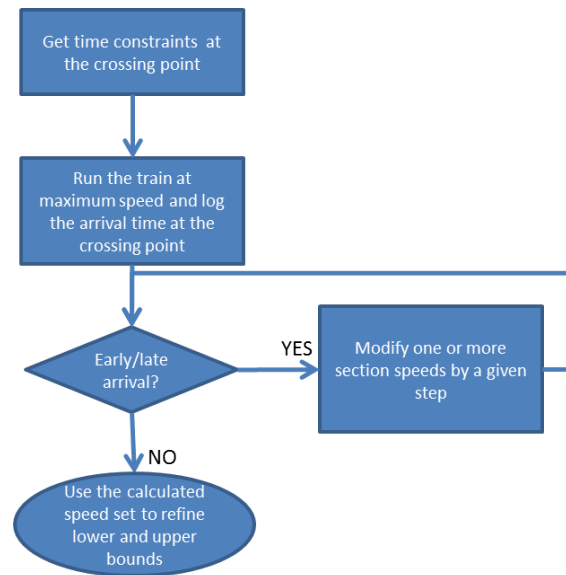 Get time constraints at
the crossing point
Run the train at
maximum speed and log
the arrival time at the
crossing point
Early/late
arrival?
YES
Modify one or more
section speeds by a given
step
NO
Use the calculated
speed set to refine
lower and upper
bounds